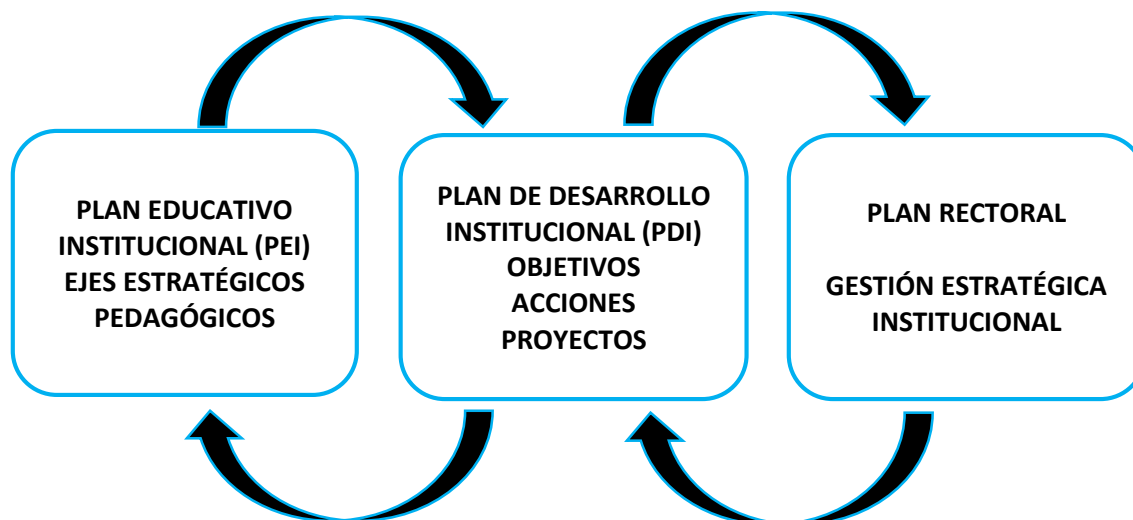 PLAN EDUCATIVO
INSTITUCIONAL (PEI)
EJES ESTRATÉGICOS
PEDAGÓGICOS
PLAN DE DESARROLLO
INSTITUCIONAL (PDI)
OBJETIVOS
ACCIONES
PROYECTOS
PLAN RECTORAL
GESTIÓN ESTRATÉGICA
INSTITUCIONAL